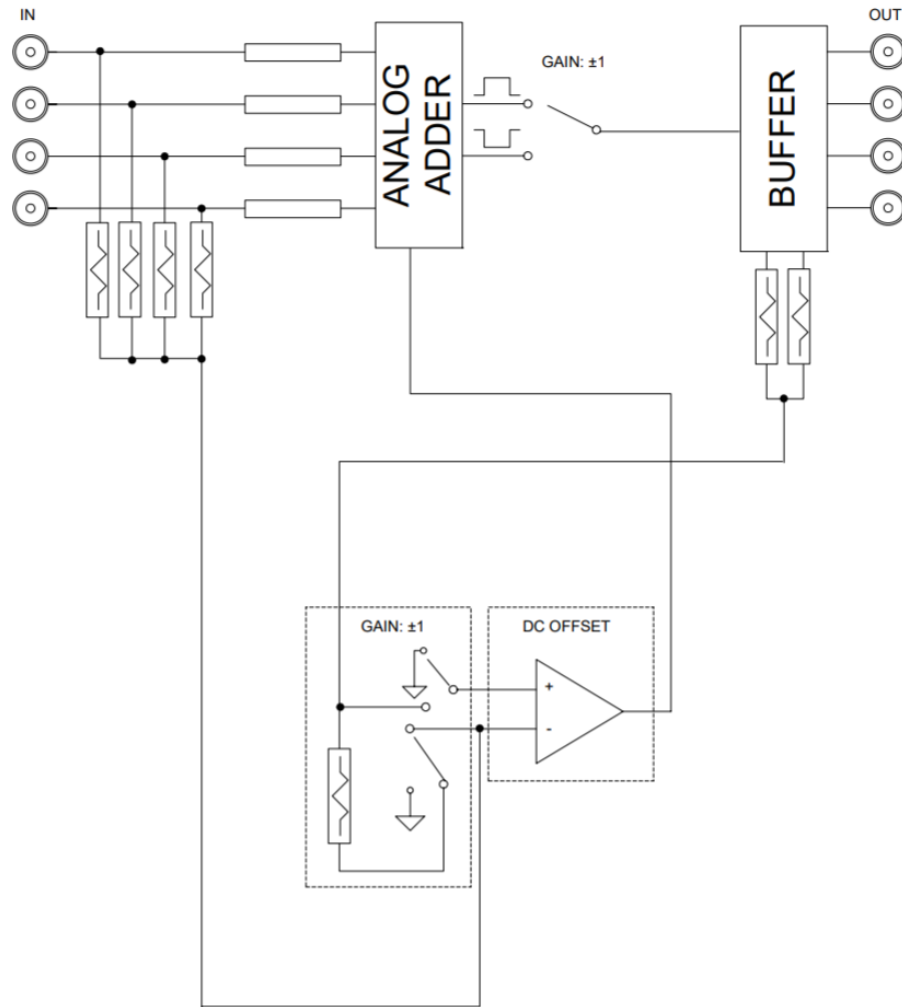 IN
OUT
GAIN: ±1
ANALOG
ADDER
BUFFER
GAIN: ±1
DC OFFSET
+
-